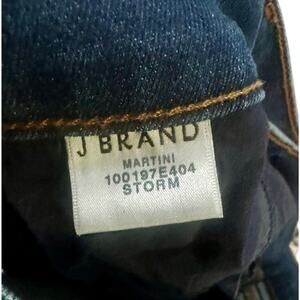 J BRAND
MARTINI
100197E404
STORM